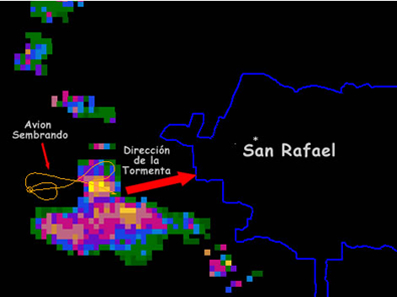 Avion
Sembrando
Dirección
de la
Tormenta
San Rafael